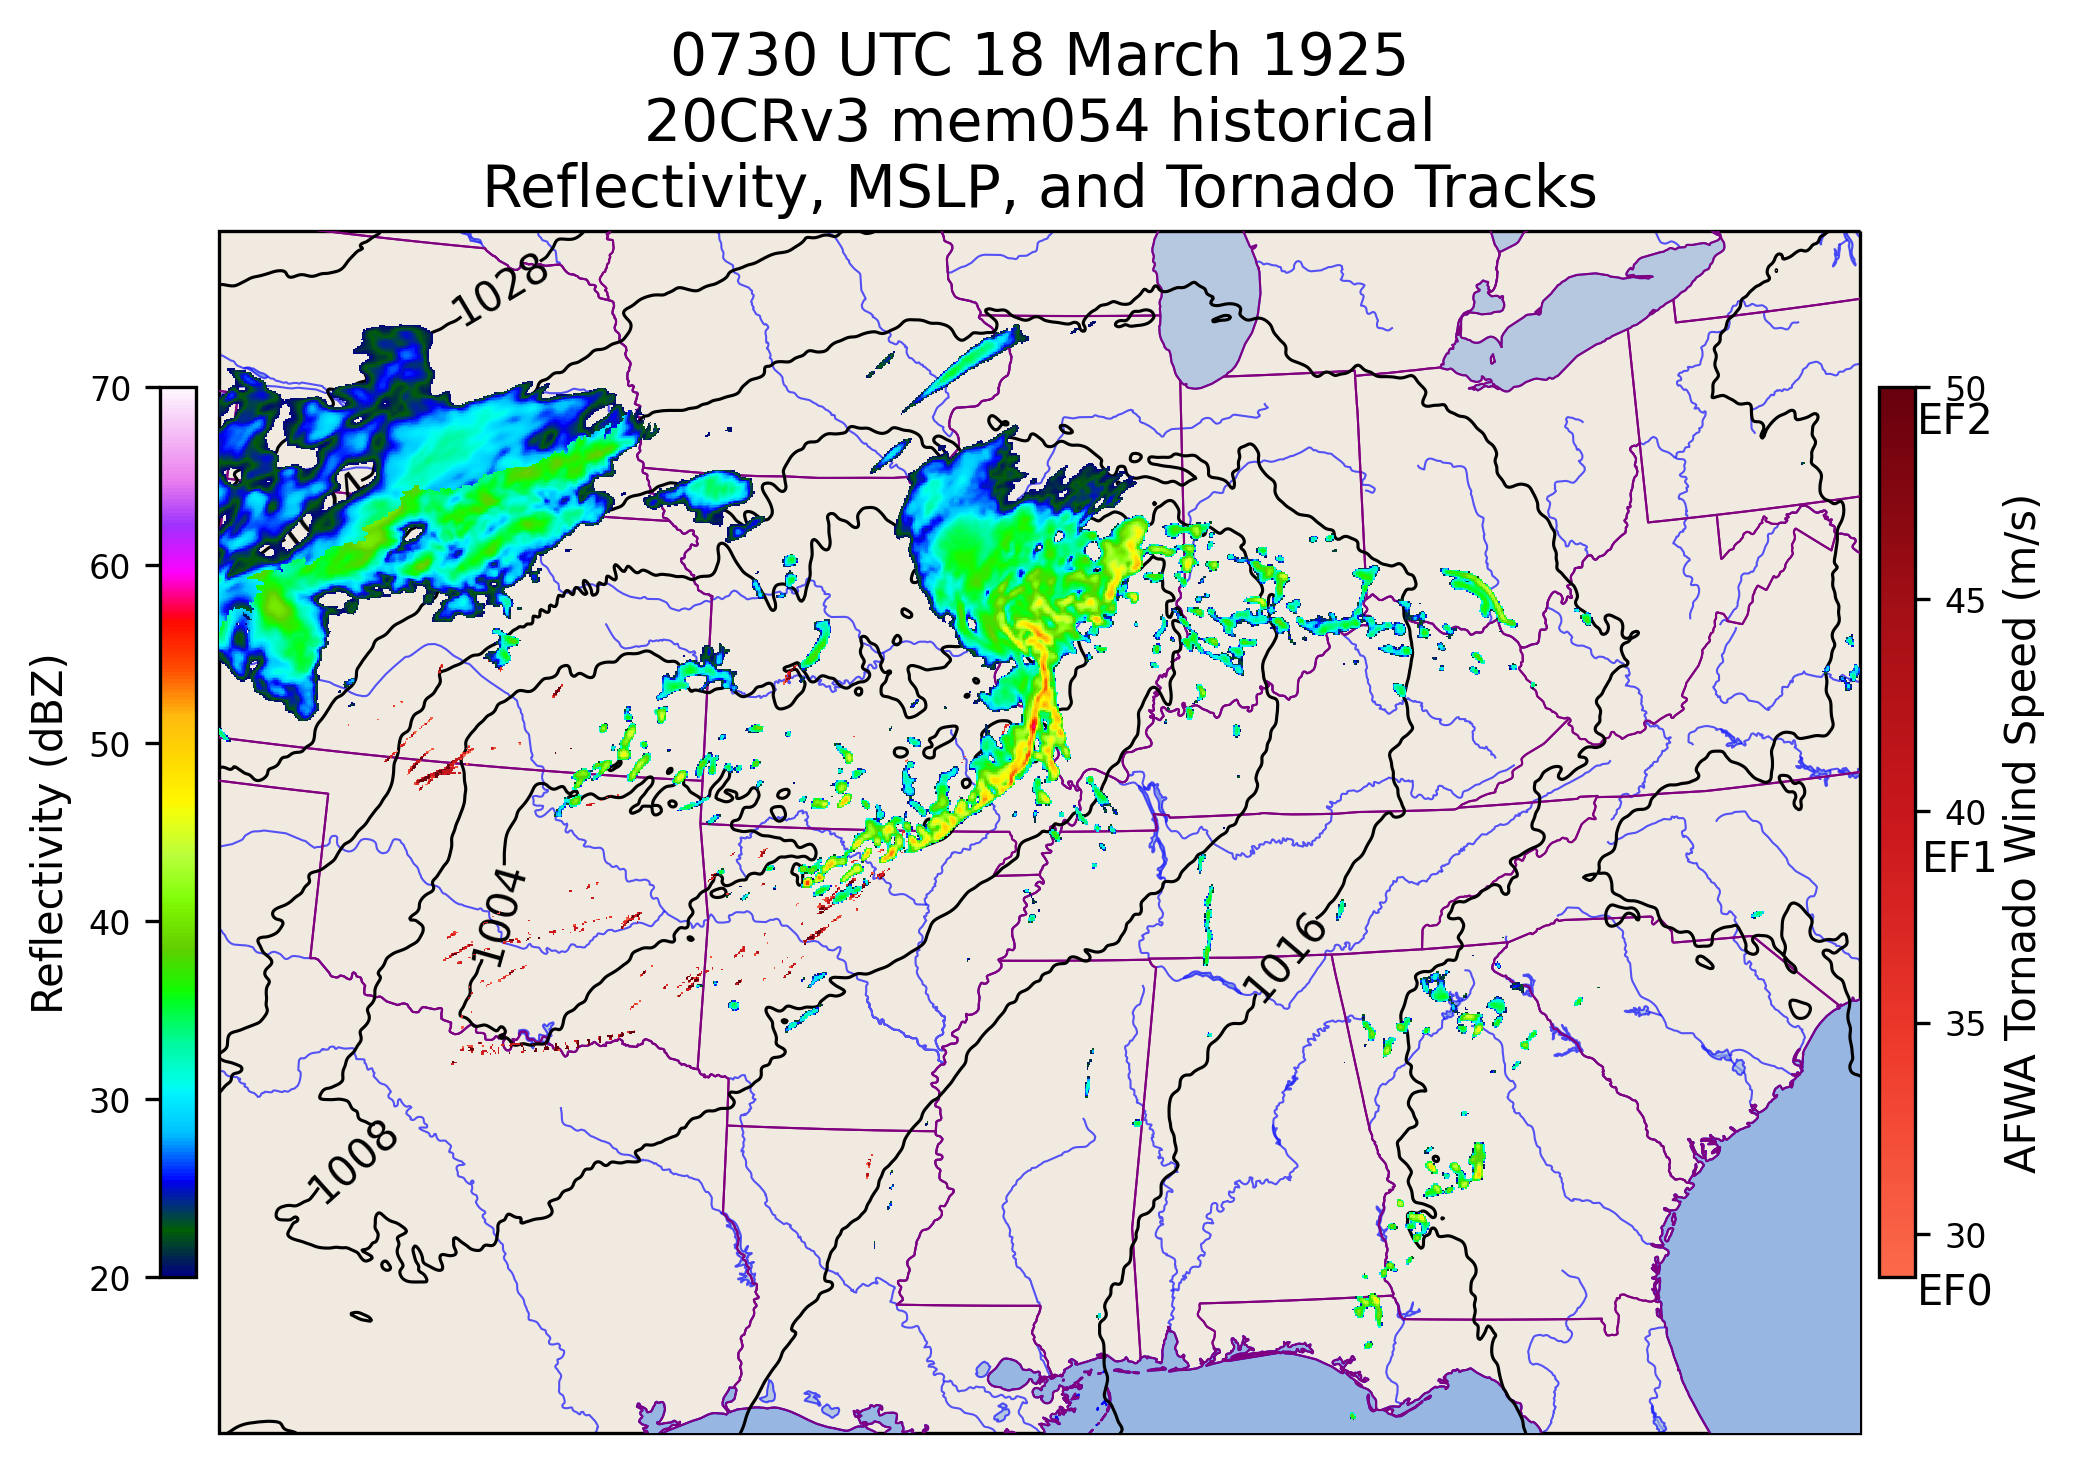 0730 UTC 18 March 1925
20CRv3 mem054 historical
Reflectivity, MSLP, and Tornado Tracks
1028
1004
1008
1016
70
60
50
40
30
20
Reflectivity (dBZ)
50
EF2
45
40
EF1
35
30
EF0
AFWA Tornado Wind Speed (m/s)